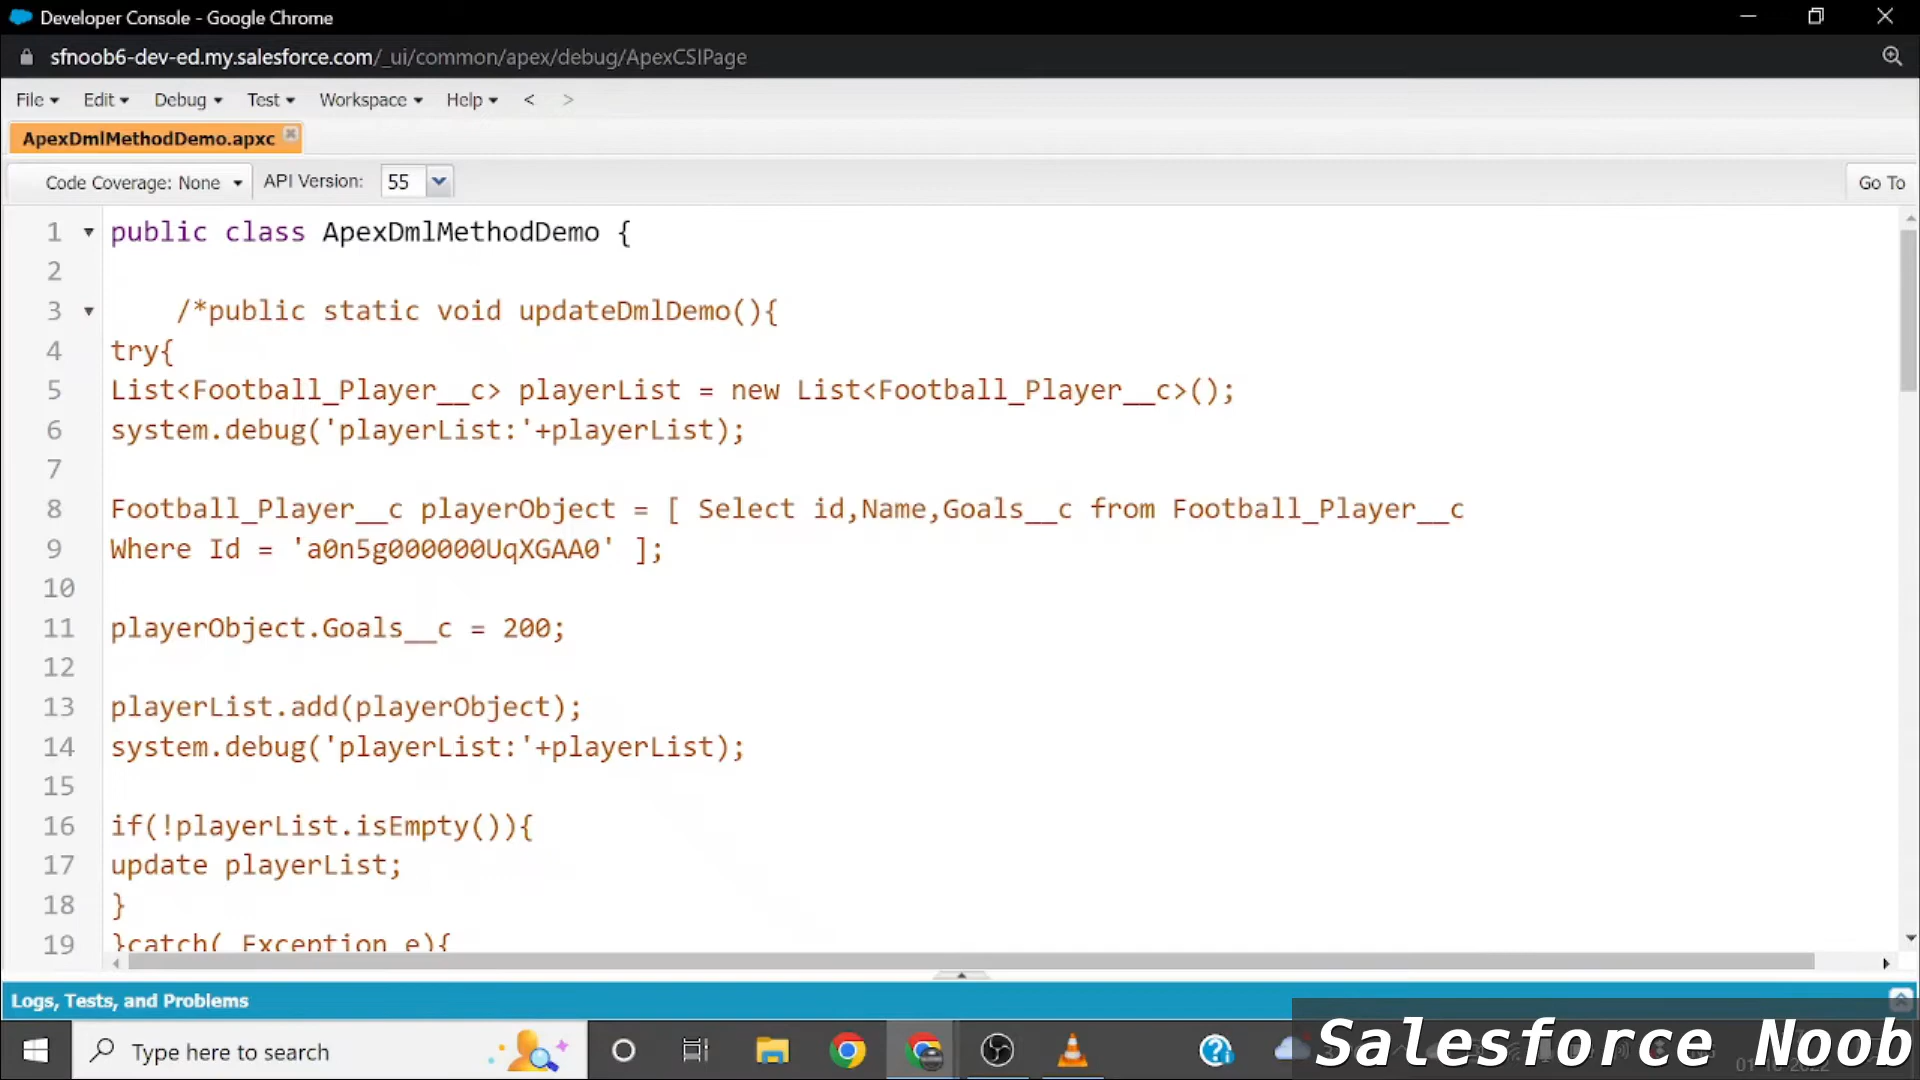 Developer Console - Google Chrome
sfnoob6-dev-ed.my.salesforce.com/_ui/common/apex/debug/ApexCSIPage
File Edit Debug Test Workspace Help < >
ApexDmlMethodDemo.apxc
Code Coverage: None API Version: 55 Go To
1 public class ApexDmlMethodDemo {
2
3 /*public static void updateDmlDemo(){
4 try{
5 List<Football_Player__c> playerList = new List<Football_Player__c>();
6 system.debug('playerList:'+playerList);
7
8 Football_Player__c playerObject = [ Select id,Name,Goals__c from Football_Player__c
9 Where Id = 'a0n5g000000UqXGAA0' ];
10
11 playerObject.Goals__c = 200;
12
13 playerList.add(playerObject);
14 system.debug('playerList:'+playerList);
15
16 if(!playerList.isEmpty()){
17 update playerList;
18 }
19 }catch( Exception e){
Logs, Tests, and Problems
Type here to search
Salesforce Noob